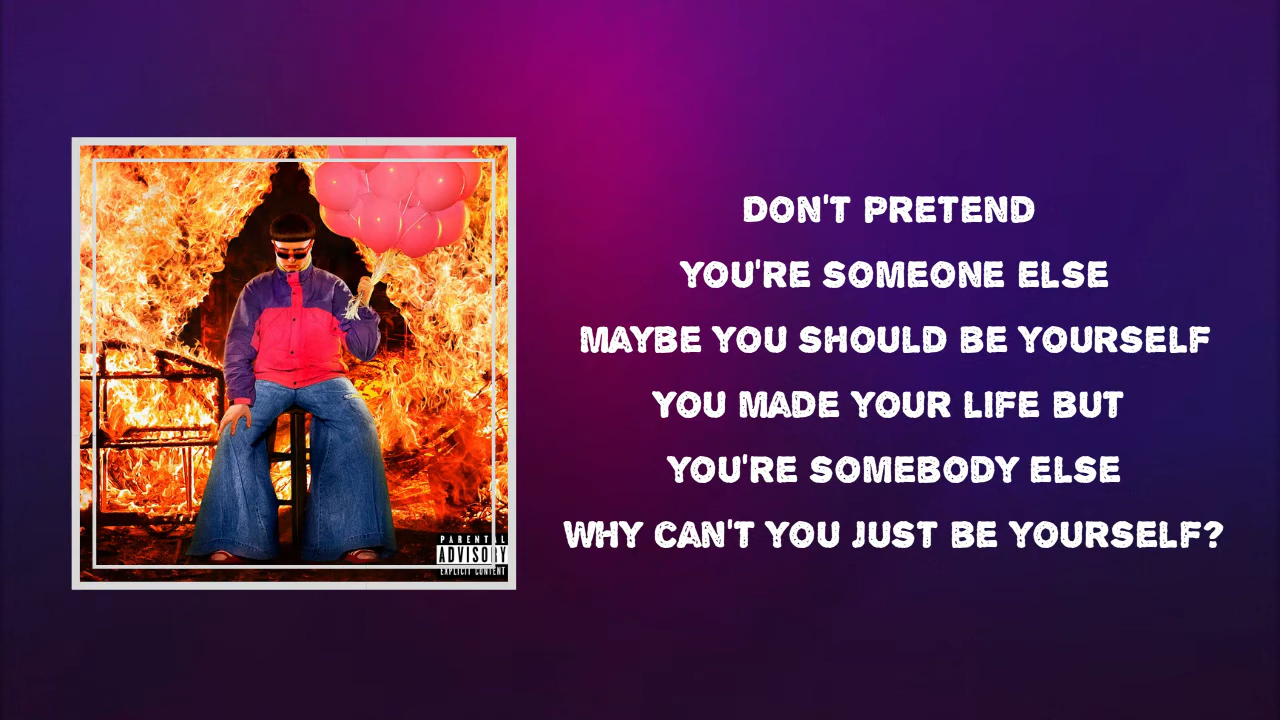 DON'T PRETEND
YOU'RE SOMEONE ELSE
MAYBE YOU SHOULD BE YOURSELF
YOU MADE YOUR LIFE BUT
YOU'RE SOMEBODY ELSE
WHY CAN'T YOU JUST BE YOURSELF?
PARENTAL
ADVISORY
EXPLICIT CONTENT